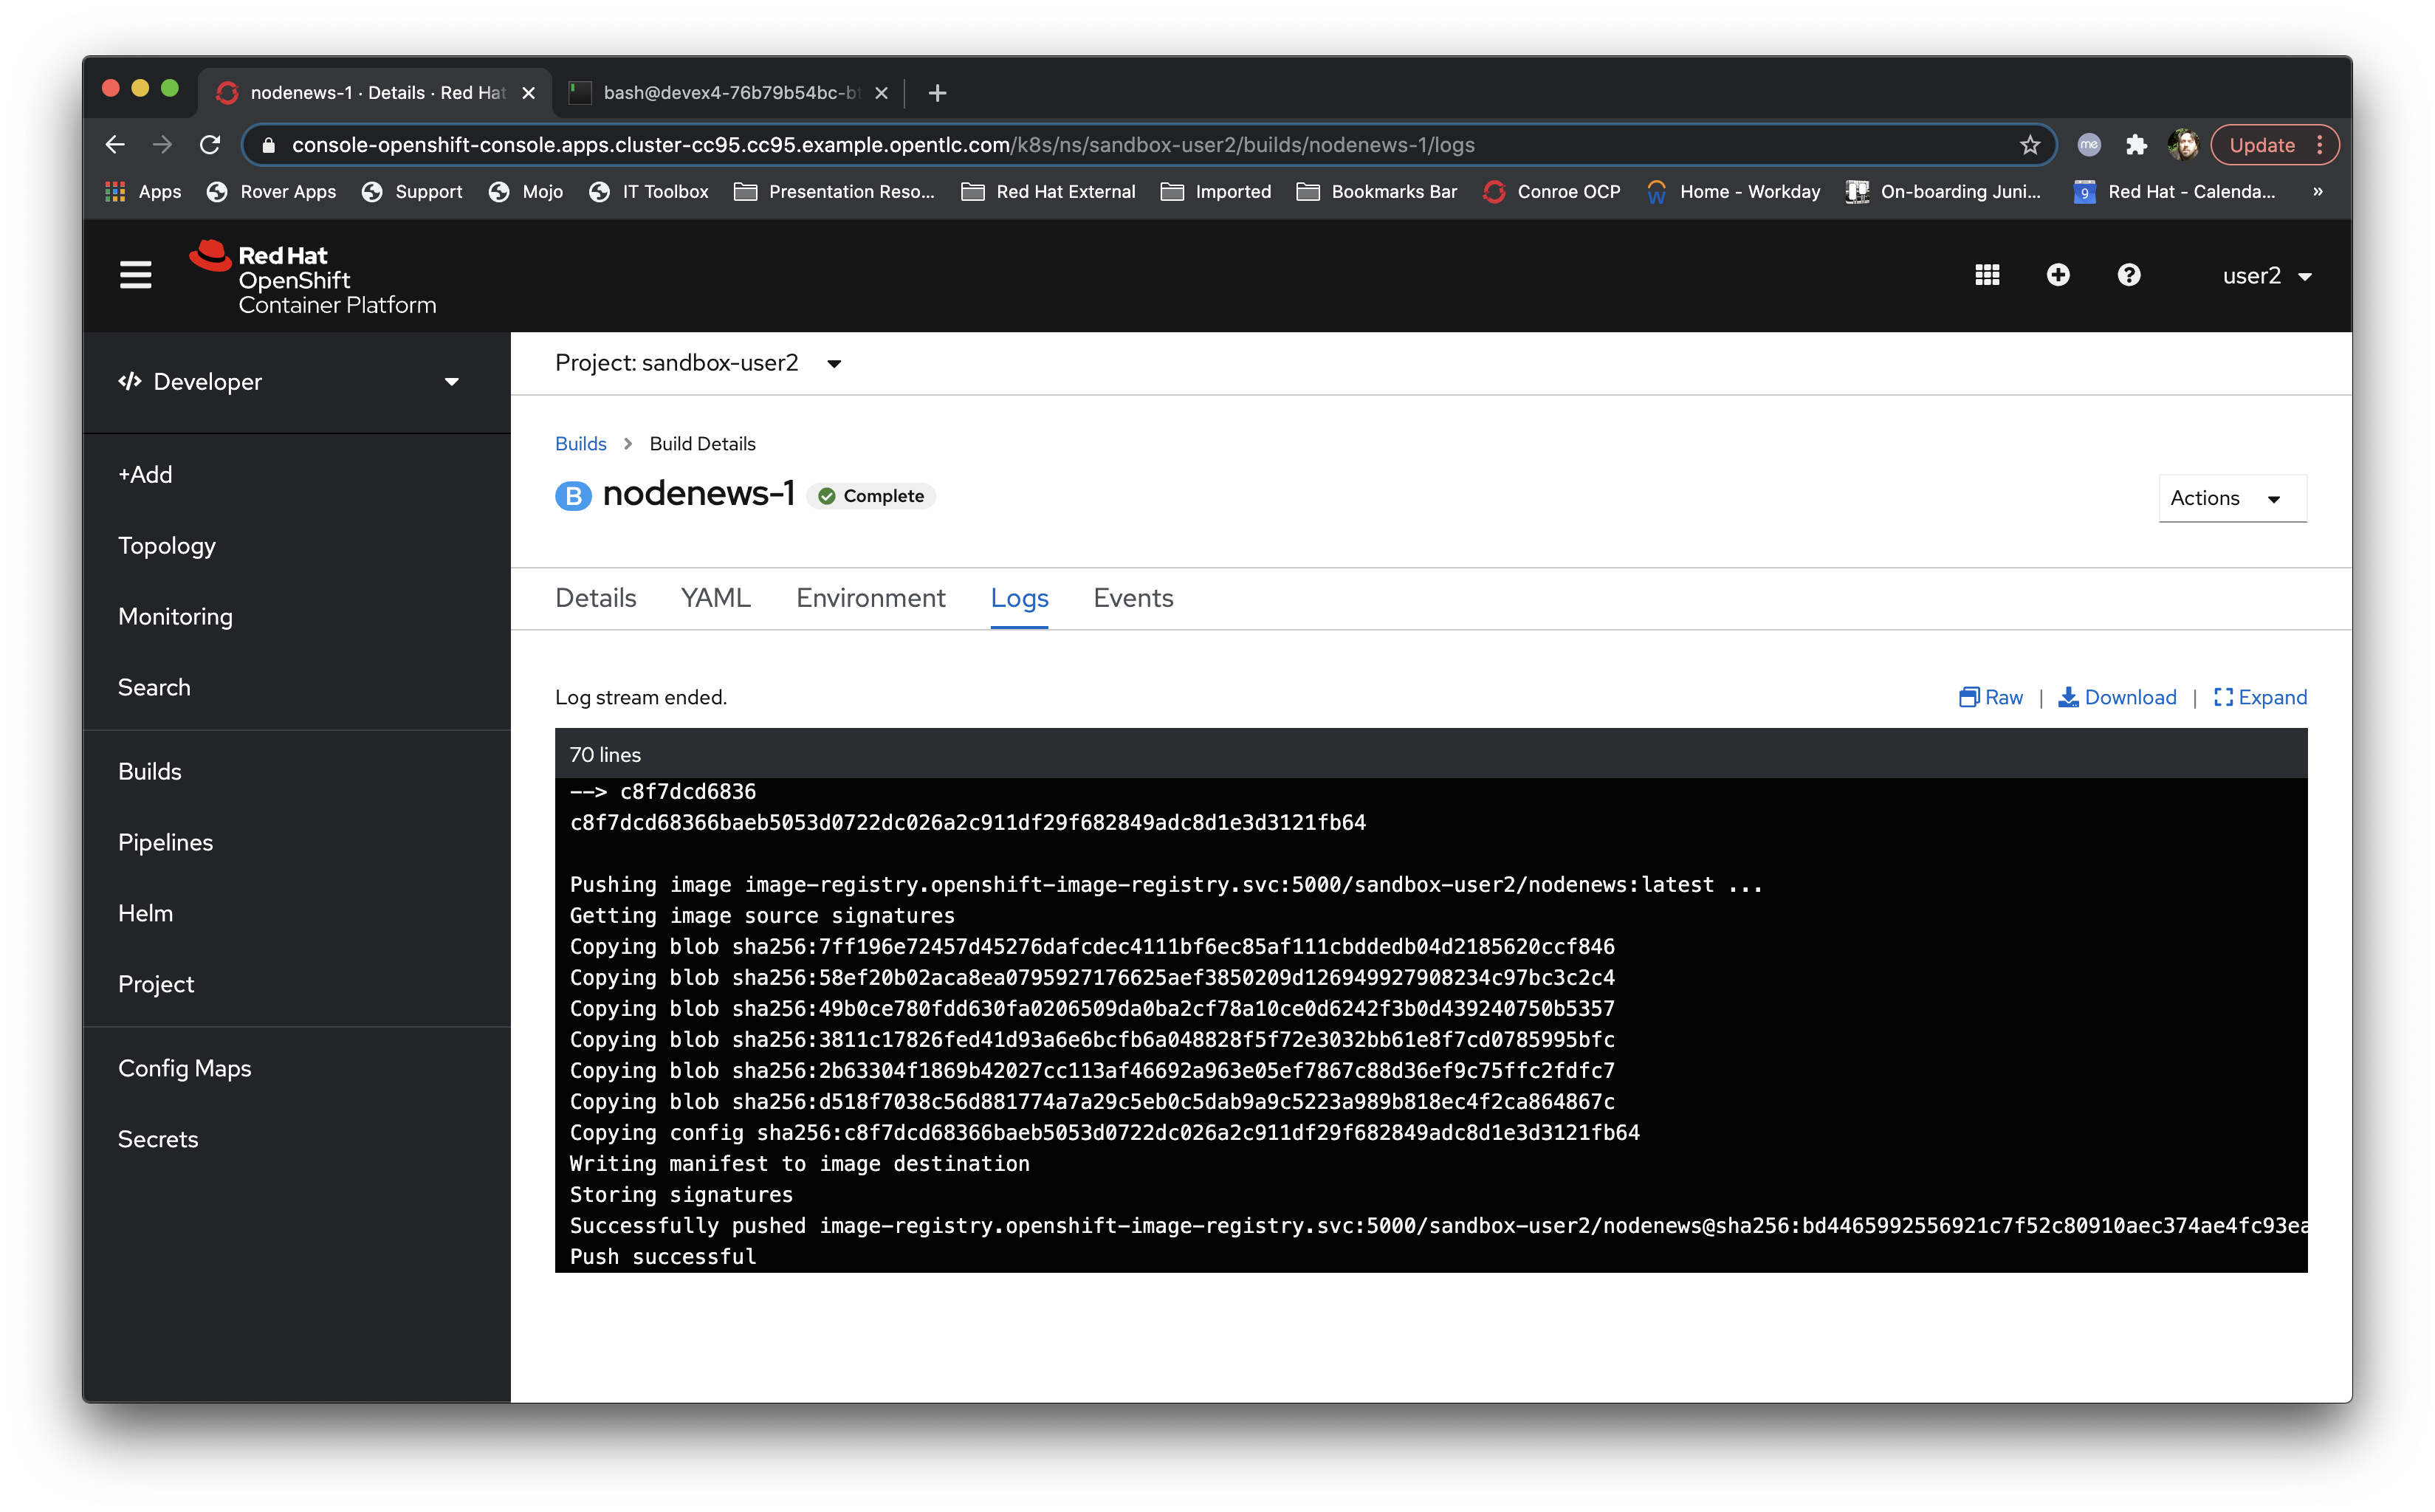 nodenews-1 · Details · Red Hat
bash@devex4-76b79b54bc-b
console-openshift-console.apps.cluster-cc95.cc95.example.opentlc.com/k8s/ns/sandbox-user2/builds/nodenews-1/logs
me
Update
Apps
Rover Apps
Support
Mojo
IT Toolbox
Presentation Reso...
Red Hat External
Imported
Bookmarks Bar
Conroe OCP
Home - Workday
On-boarding Juni...
9
Red Hat - Calenda...
»
Red Hat
OpenShift
Container Platform
user2
Developer
+Add
Topology
Monitoring
Search
Builds
Pipelines
Helm
Project
Config Maps
Secrets
Project: sandbox-user2
Builds > Build Details
B nodenews-1 Complete
Actions
Details YAML Environment Logs Events
Log stream ended.
Raw | Download | Expand
70 lines
--> c8f7dcd6836
c8f7dcd68366baeb5053d0722dc026a2c911df29f682849adc8d1e3d3121fb64
Pushing image image-registry.openshift-image-registry.svc:5000/sandbox-user2/nodenews:latest ...
Getting image source signatures
Copying blob sha256:7ff196e72457d45276dafcdec4111bf6ec85af111cbddedb04d2185620ccf846
Copying blob sha256:58ef20b02aca8ea0795927176625aef3850209d126949927908234c97bc3c2c4
Copying blob sha256:49b0ce780fdd630fa0206509da0ba2cf78a10ce0d6242f3b0d439240750b5357
Copying blob sha256:3811c17826fed41d93a6e6bcfb6a048828f5f72e3032bb61e8f7cd0785995bfc
Copying blob sha256:2b63304f1869b42027cc113af46692a963e05ef7867c88d36ef9c75ffc2fdfc7
Copying blob sha256:d518f7038c56d881774a7a29c5eb0c5dab9a9c5223a989b818ec4f2ca864867c
Copying config sha256:c8f7dcd68366baeb5053d0722dc026a2c911df29f682849adc8d1e3d3121fb64
Writing manifest to image destination
Storing signatures
Successfully pushed image-registry.openshift-image-registry.svc:5000/sandbox-user2/nodenews@sha256:bd4465992556921c7f52c80910aec374ae4fc93ea
Push successful